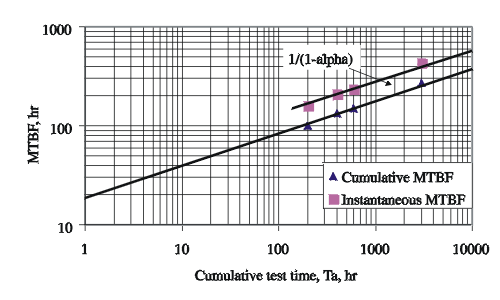 1000
1/(1-alpha)
MTBF, hr
100
Cumulative MTBF
Instantaneous MTBF
10
1 10 100 1000 10000
Cumulative test time, Ta, hr